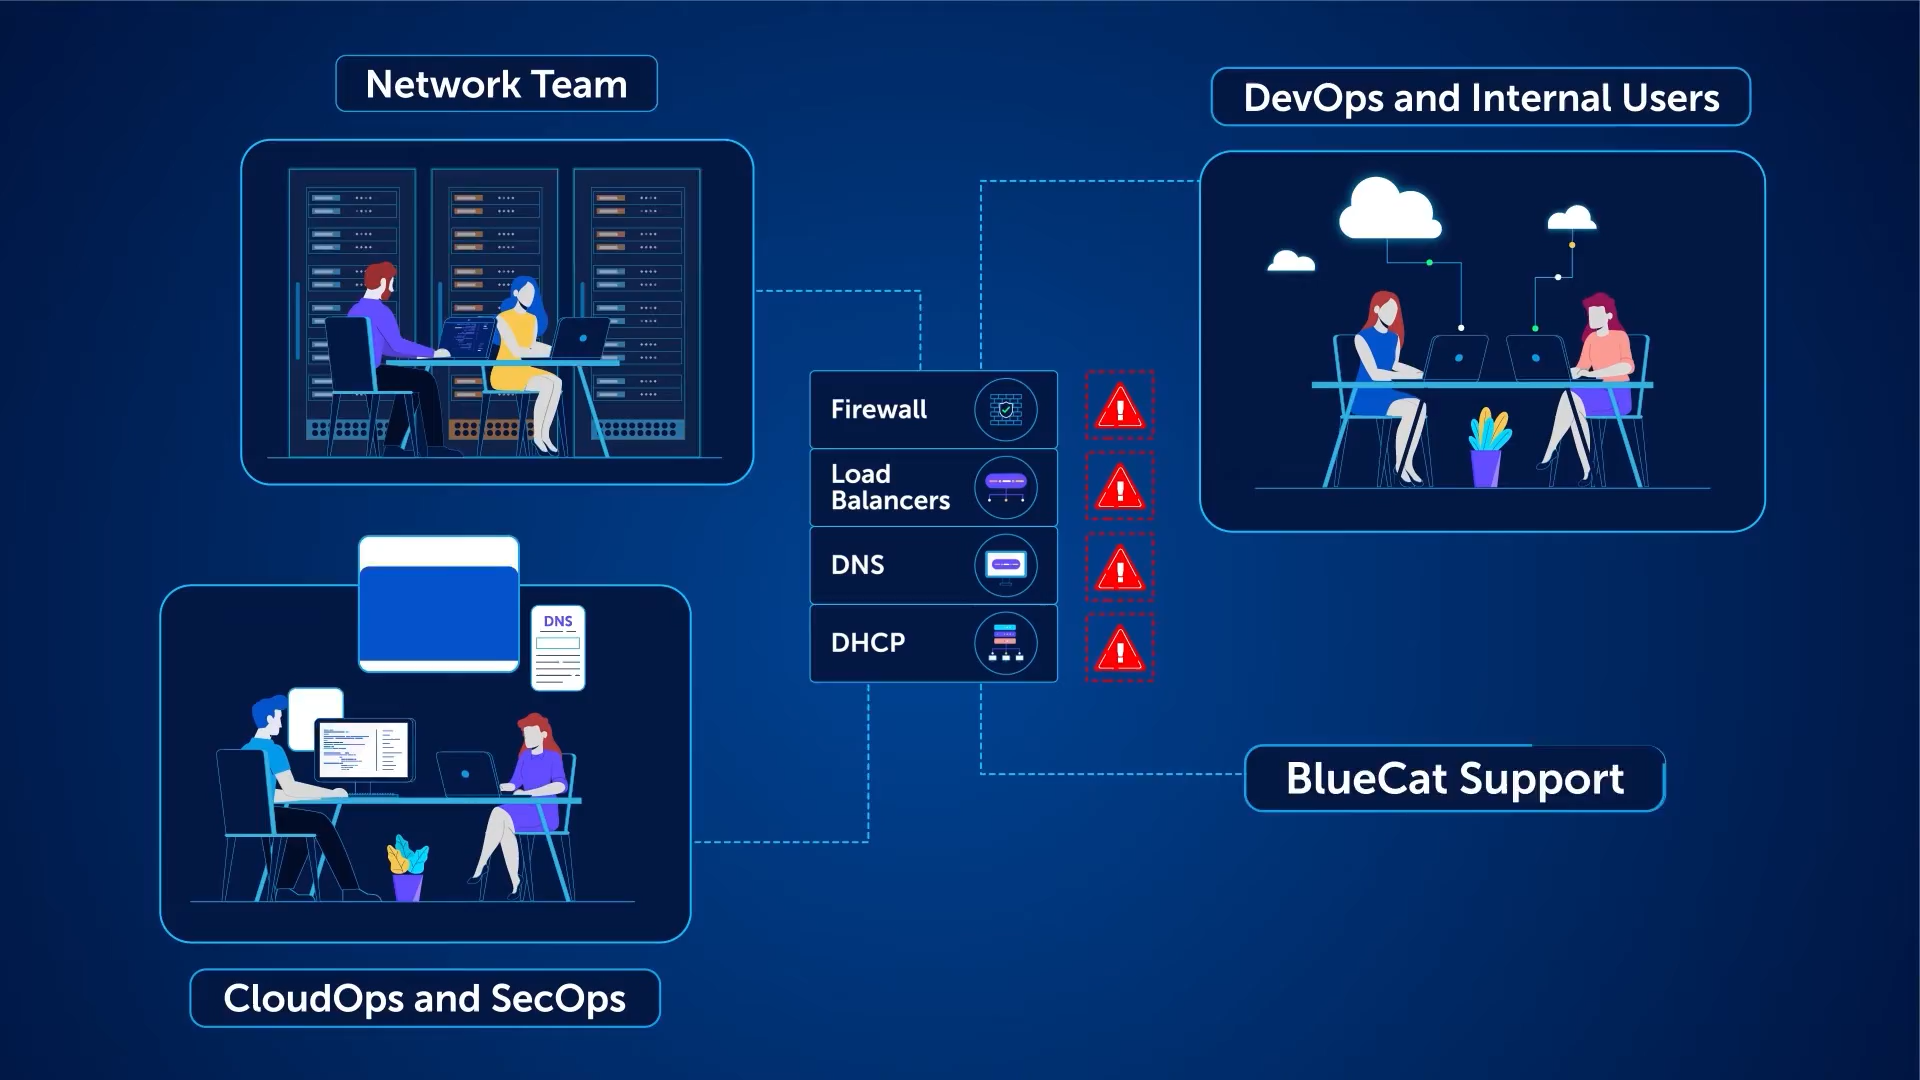 Network Team
DevOps and Internal Users
Firewall
Load
Balancers
DNS
DHCP
DNS
BlueCat Support
CloudOps and SecOps